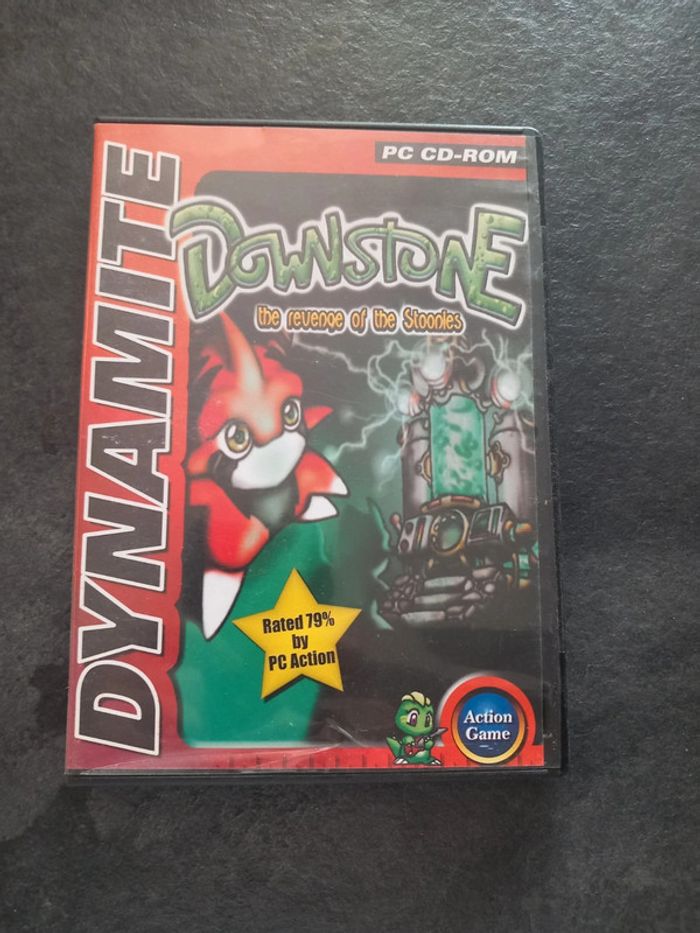 PC CD-ROM
DYNAMITE
DOWNSTONE
the revenge of the Stoonies
Rated 79%
by
PC Action
Action
Game